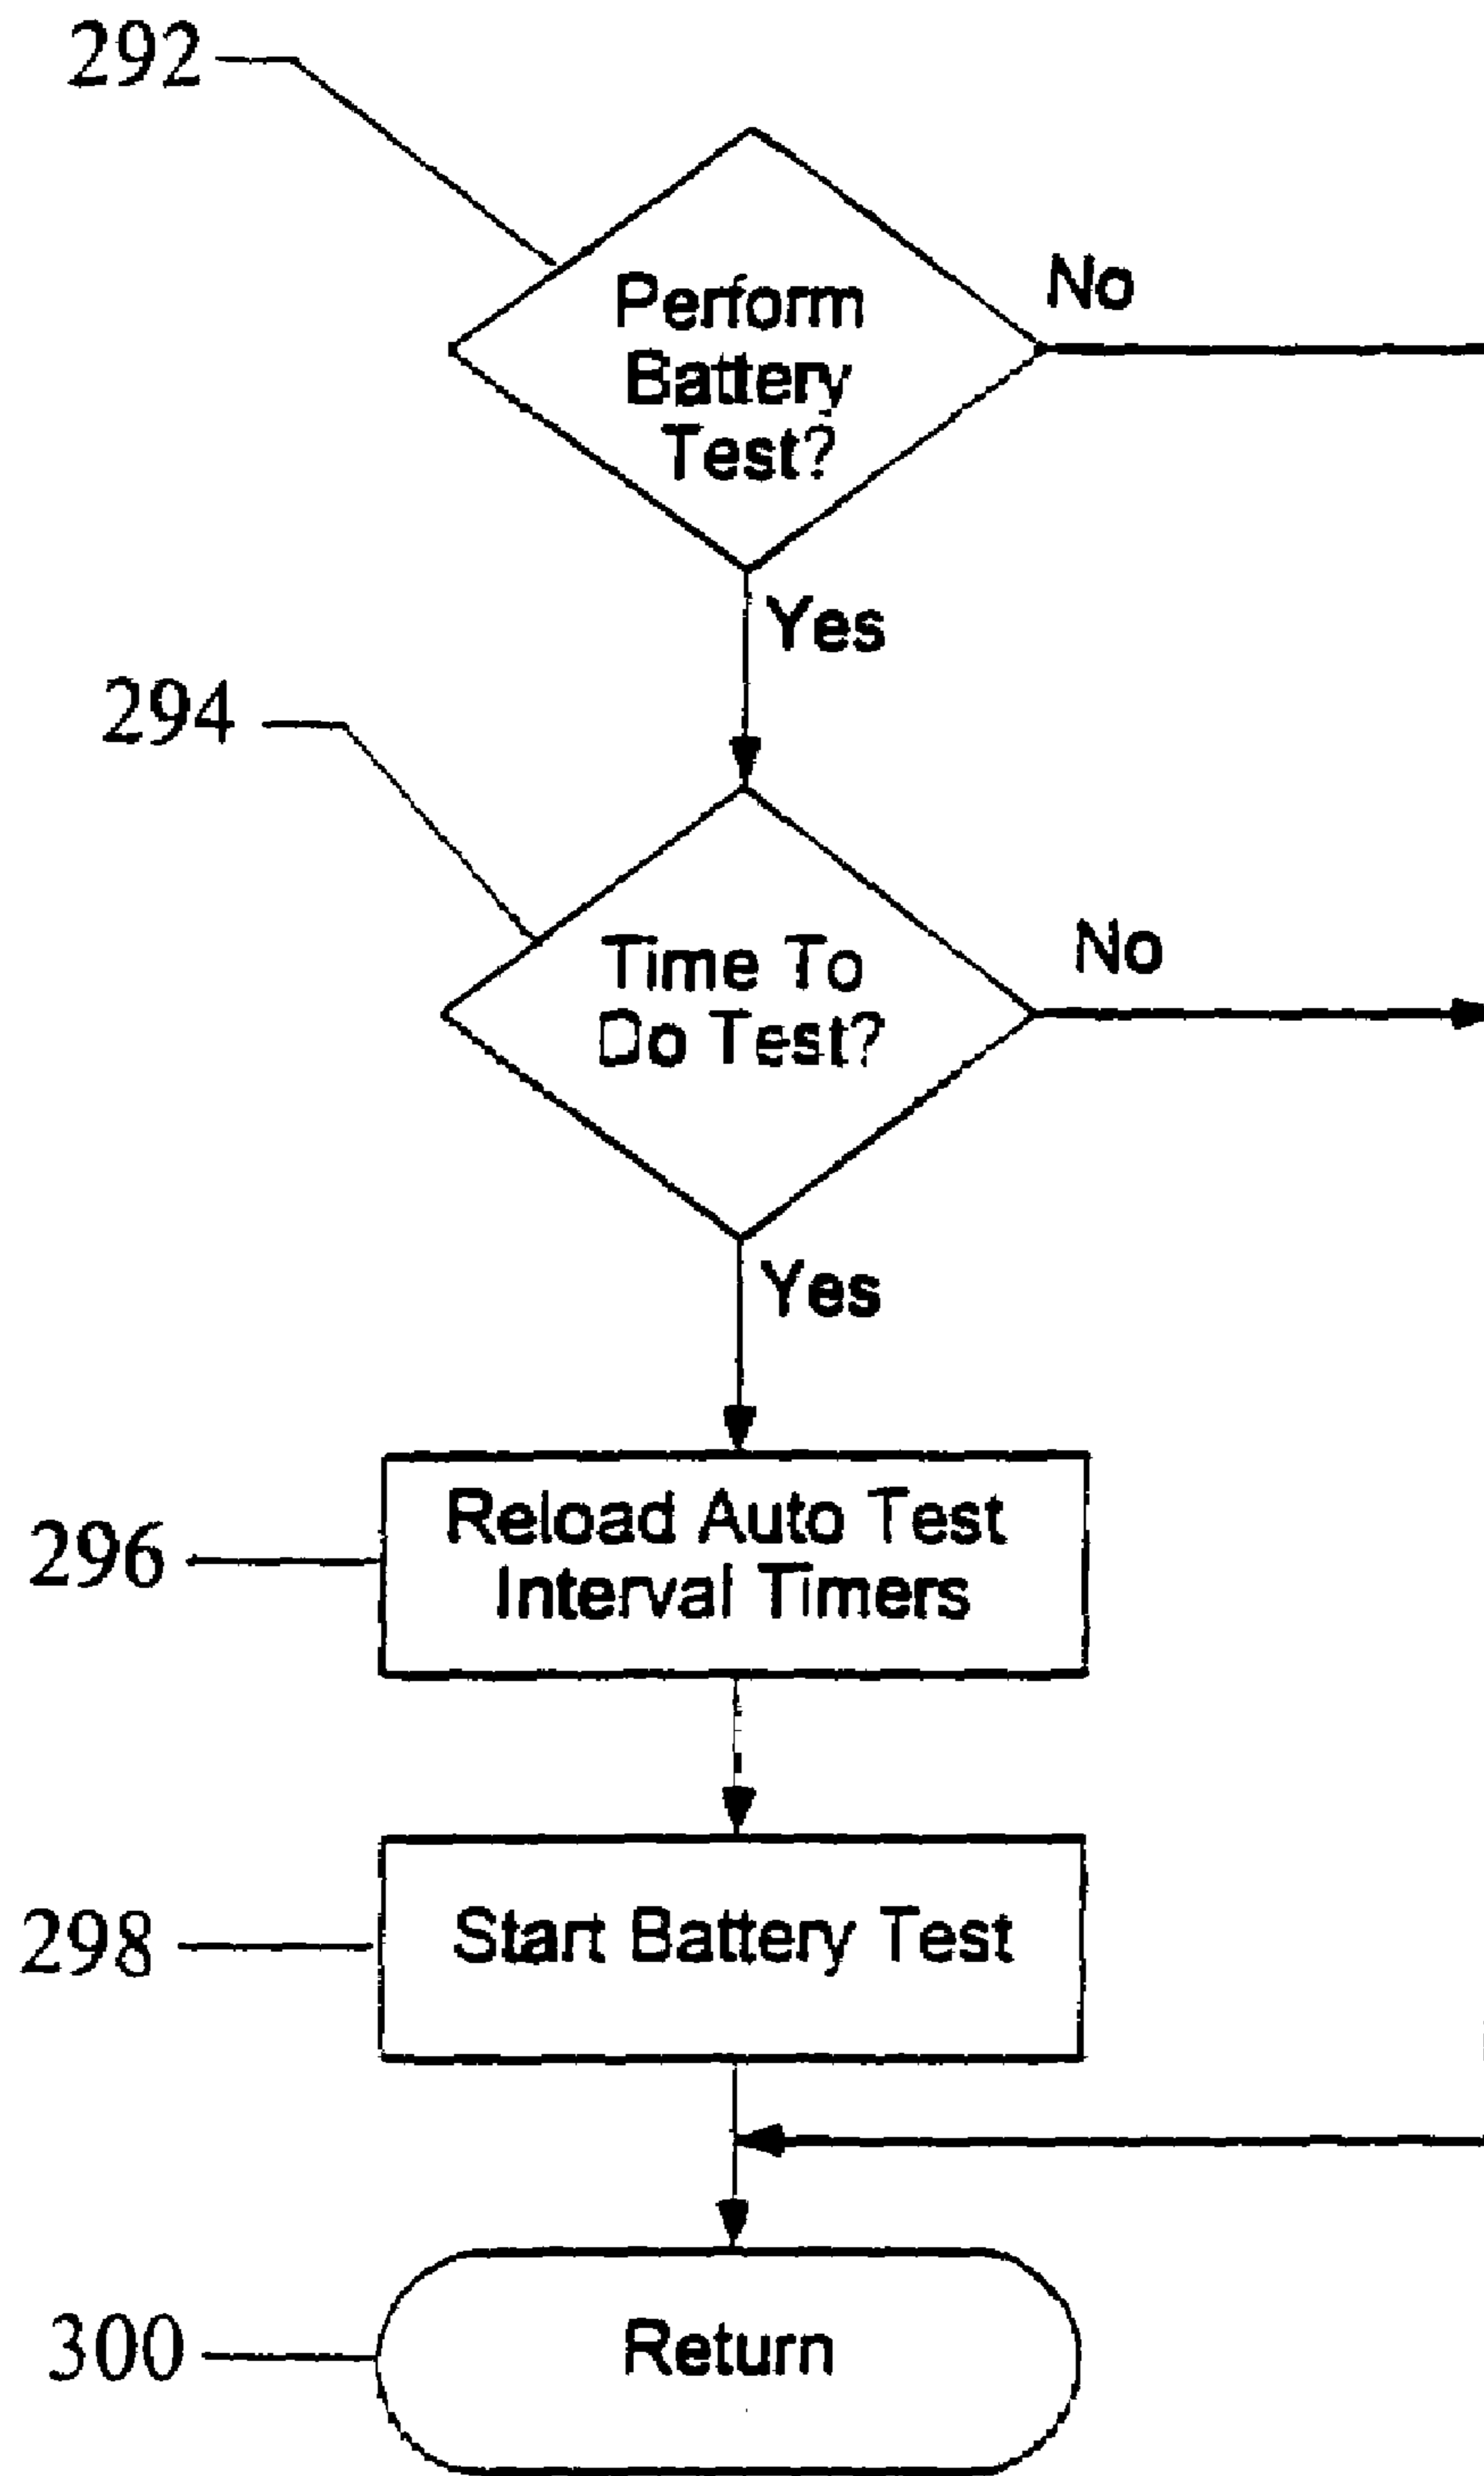 292
Perform
Battery
Test?
No
Yes
294
Time To
Do Test?
No
Yes
296
Reload Auto Test
Interval Timers
298
Start Battery Test
300
Return